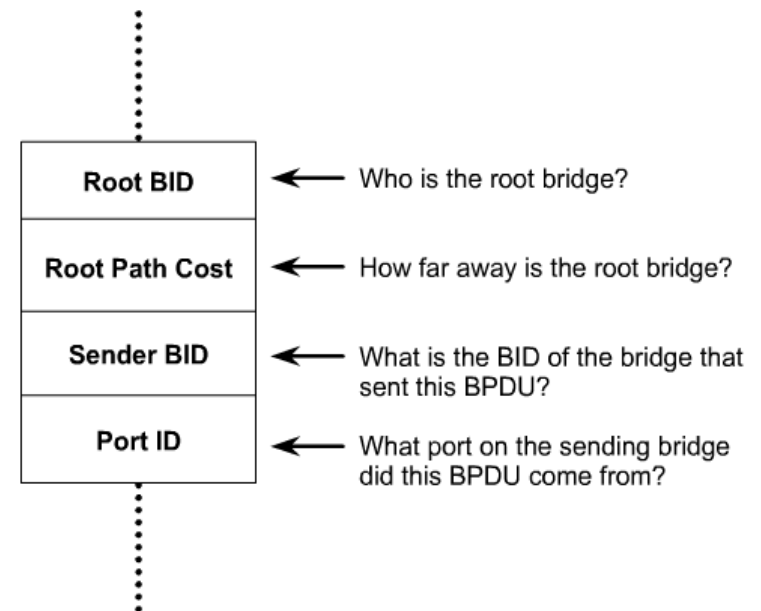 Root BID
Who is the root bridge?
Root Path Cost
How far away is the root bridge?
Sender BID
What is the BID of the bridge that
sent this BPDU?
Port ID
What port on the sending bridge
did this BPDU come from?